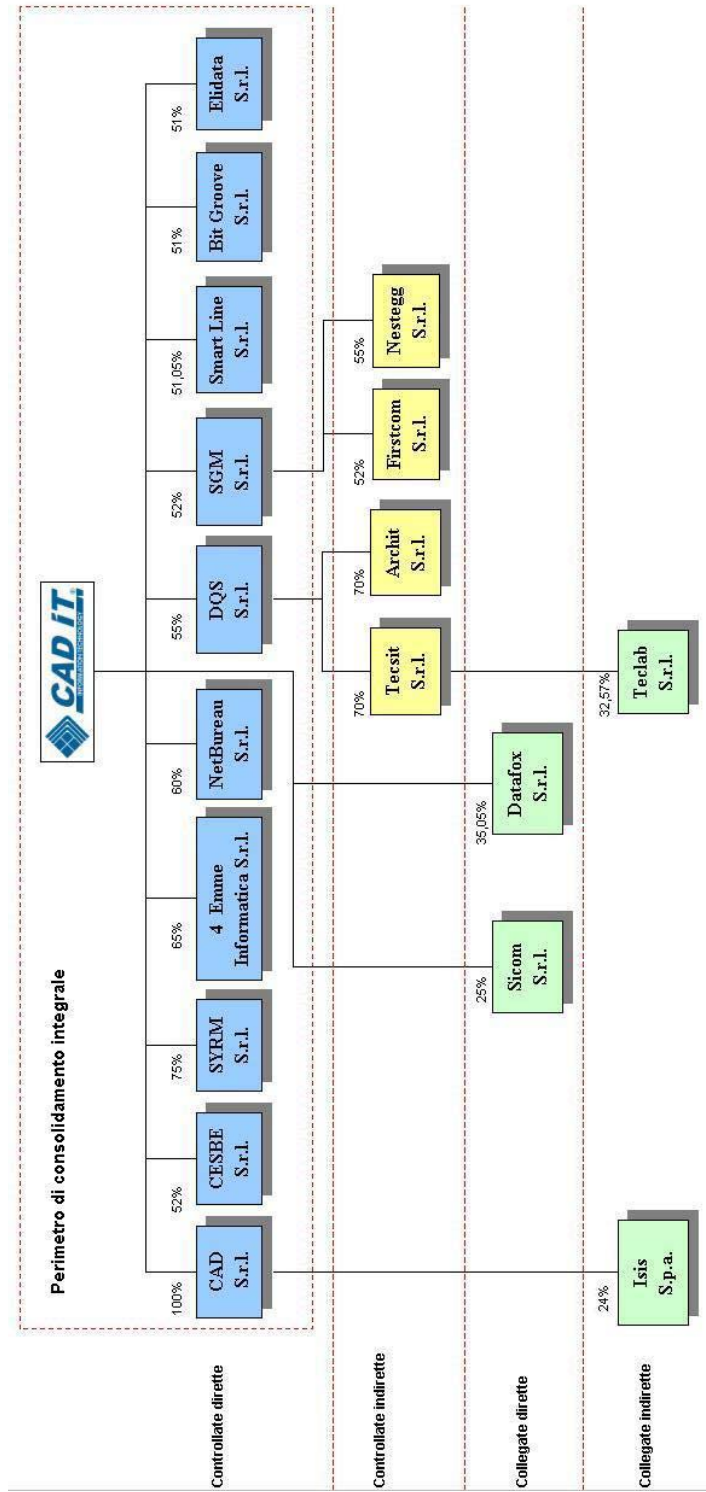 CAD iT.
INFORMATION TECHNOLOGY
Perimetro di consolidamento integrale
Controllate dirette
100%
CAD
S.r.l.
52%
CESBE
S.r.l.
75%
SYRM
S.r.l.
65%
4 Emme
Informatica S.r.l.
60%
NetBureau
S.r.l.
55%
DQS
S.r.l.
52%
SGM
S.r.l.
51,05%
Smart Line
S.r.l.
51%
Bit Groove
S.r.l.
51%
Elidata
S.r.l.
Controllate indirette
70%
Tecsit
S.r.l.
70%
Archit
S.r.l.
52%
Firstcom
S.r.l.
55%
Nestegg
S.r.l.
Collegate dirette
25%
Sicom
S.r.l.
35,05%
Datafox
S.r.l.
Collegate indirette
24%
Isis
S.p.a.
32,57%
Teclab
S.r.l.